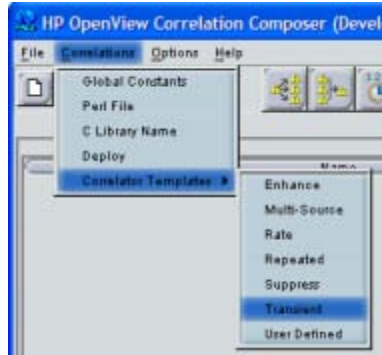 HP OpenView Correlation Composer (Devel
File Correlations Options Help
Global Constants
Perl File
C Library Name
Deploy
Correlator Templates
Name
Enhance
Multi-Source
Rate
Repeated
Suppress
Transient
User Defined